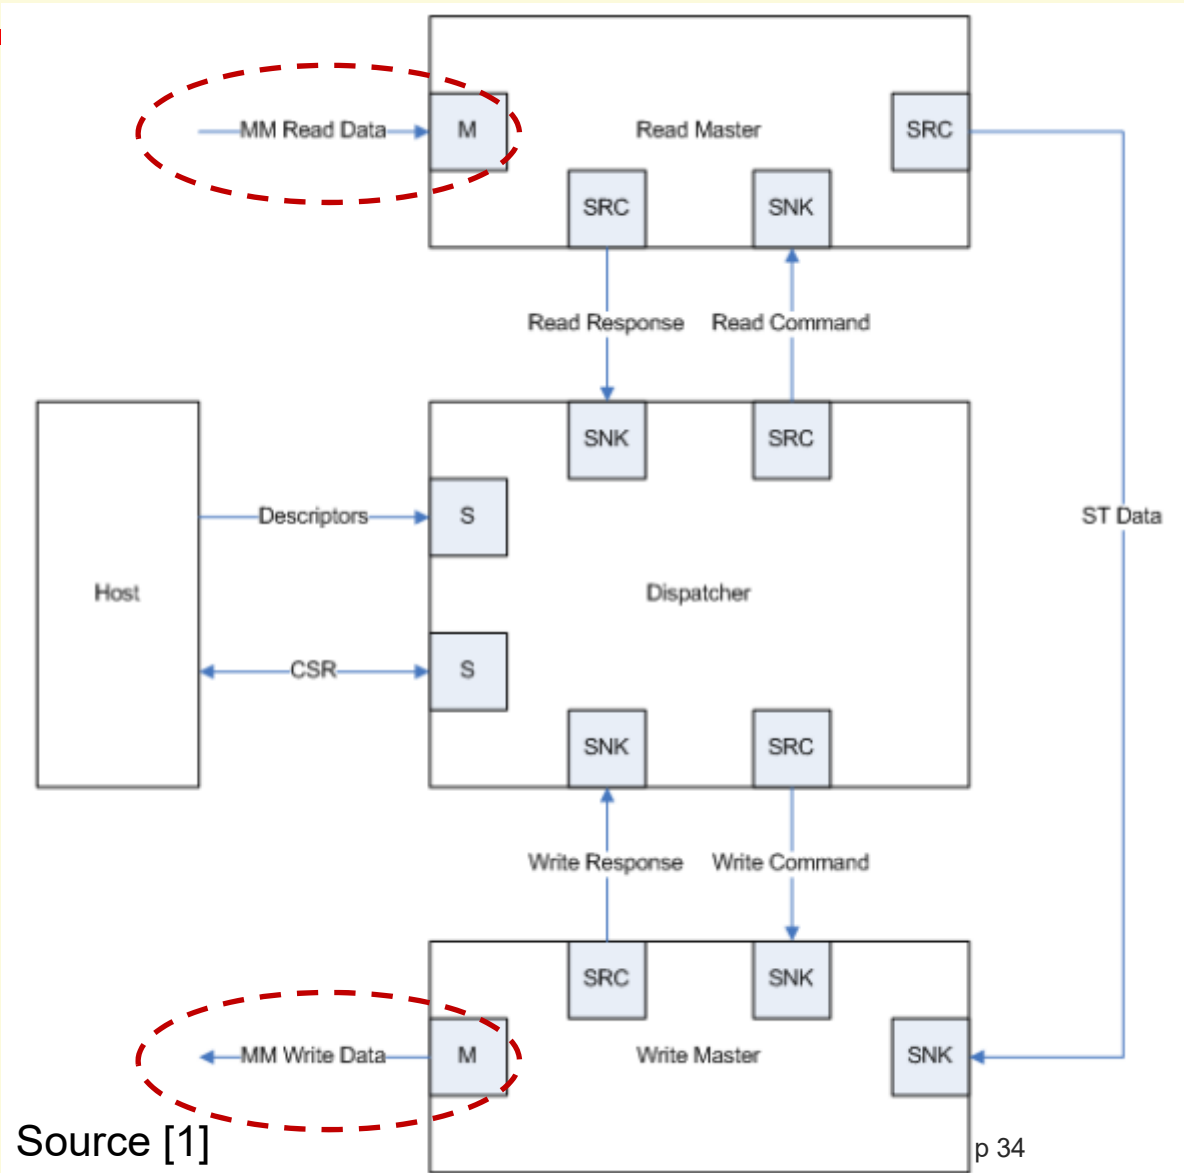 MM Read Data
M
Read Master
SRC
SRC
SNK
Read Response
Read Command
SNK
SRC
Descriptors
S
ST Data
Host
Dispatcher
CSR
S
SNK
SRC
Write Response
Write Command
SRC
SNK
MM Write Data
M
Write Master
SNK
Source [1]
p 34